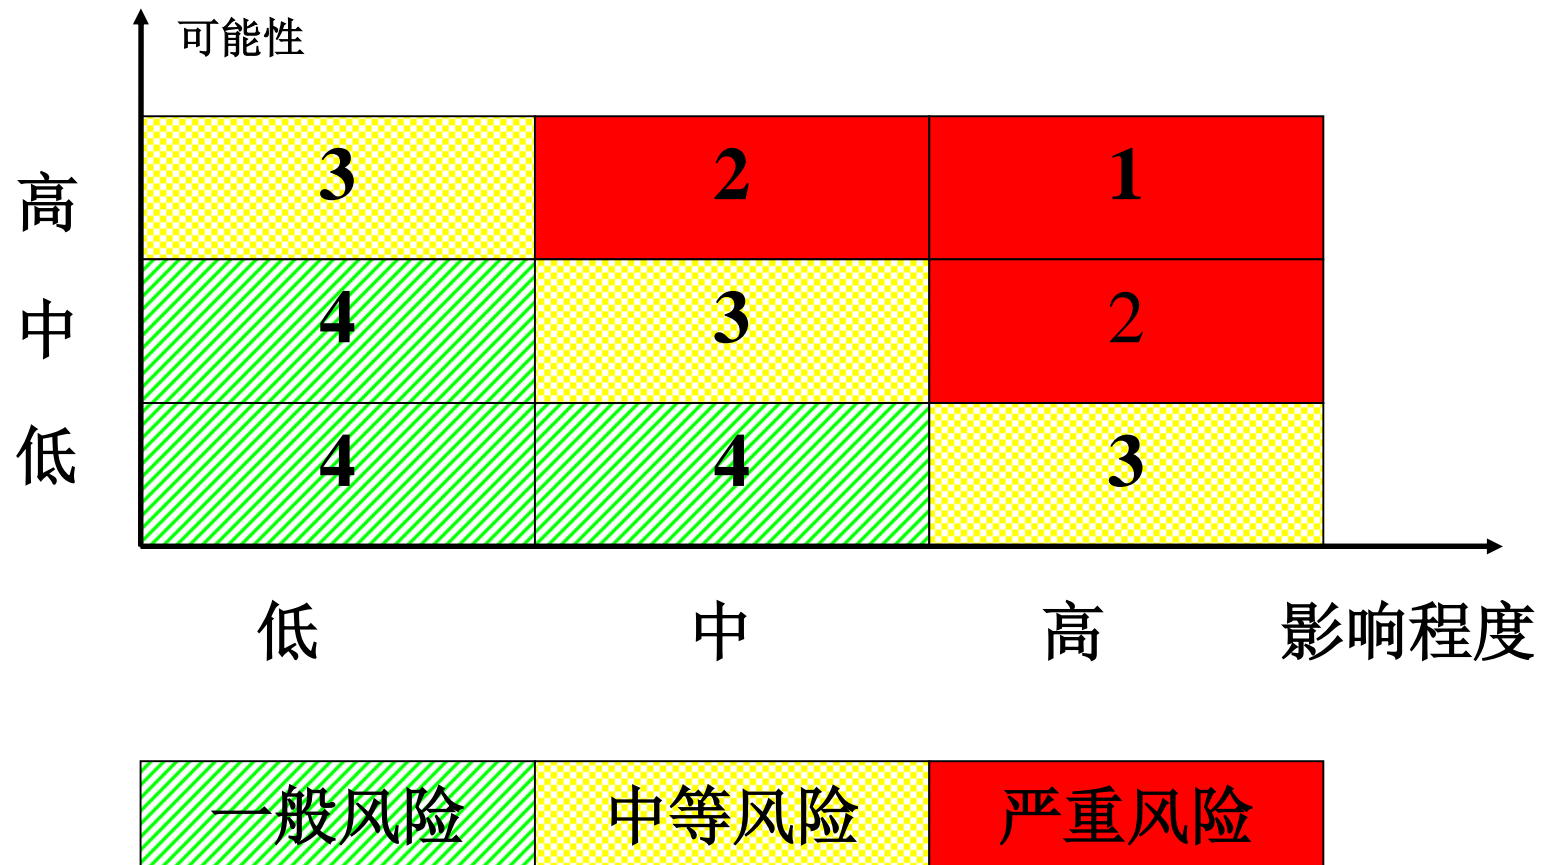 可能性
高 3 2 1
中 4 3 2
低 4 4 3
低 中 高 影响程度
一般风险 中等风险 严重风险